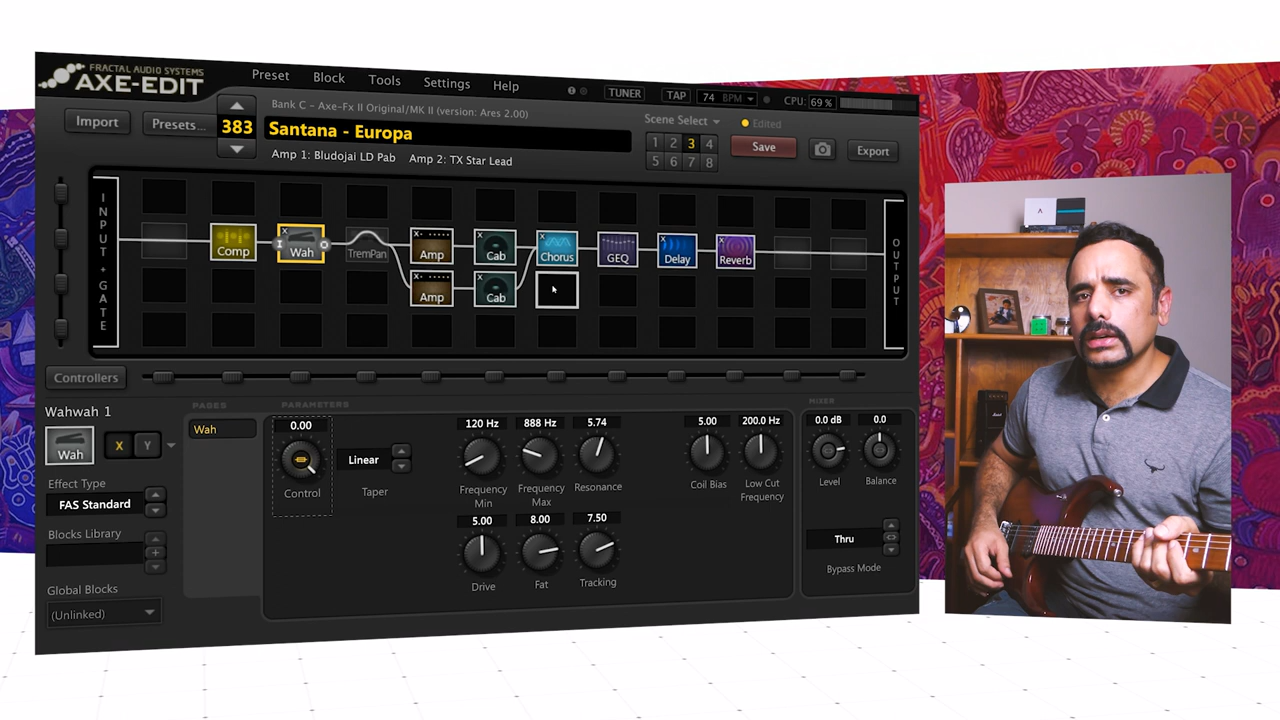 FRACTAL AUDIO SYSTEMS
AXE-EDIT
Preset Block Tools Settings Help
TUNER TAP 74 BPM CPU: 69 %
Import Presets... 383
Bank C - Axe-Fx II Original/MK II (version: Ares 2.00)
Santana - Europa
Amp 1: Bludojai LD Pab Amp 2: TX Star Lead
Scene Select Edited
1 2 3 4
5 6 7 8
Save Export
INPUT + GATE
Comp Wah TremPan Amp Cab Chorus GEQ Delay Reverb
Amp Cab
OUTPUT
Controllers
Wahwah 1
Wah
X Y
Effect Type
FAS Standard
Blocks Library
Global Blocks
(Unlinked)
PAGES
Wah
PARAMETERS
0.00
Control
Linear
Taper
120 Hz 888 Hz 5.74 5.00 200.0 Hz
Frequency Min
Frequency Max
Resonance
Coil Bias
Low Cut Frequency
5.00 8.00 7.50
Drive Fat Tracking
MIXER
0.0 dB 0.0
Level Balance
Thru
Bypass Mode